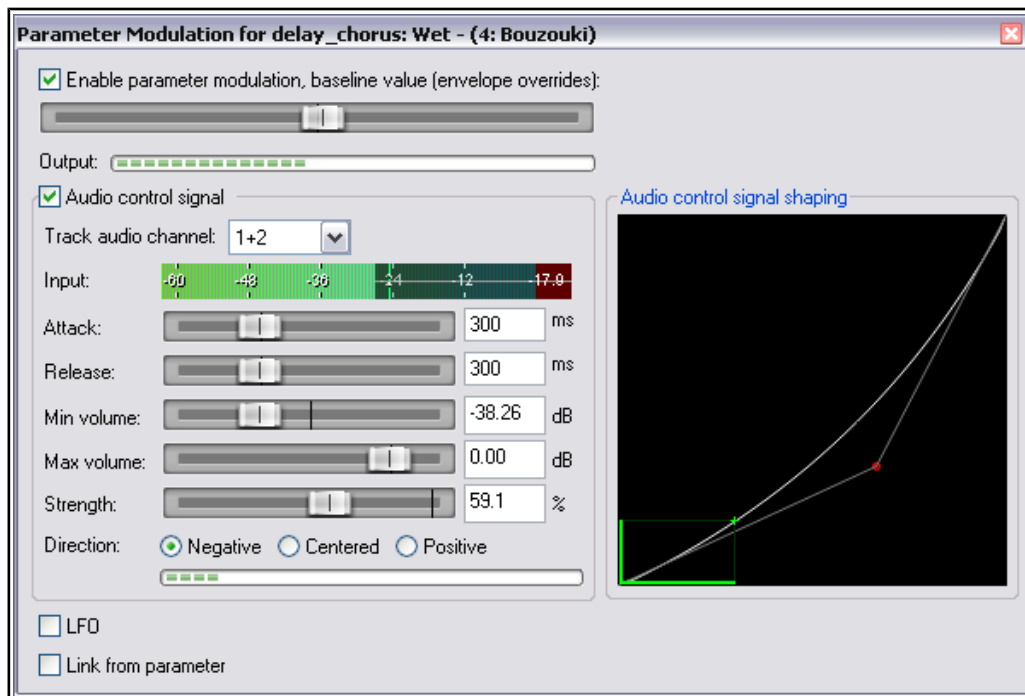 Parameter Modulation for delay_chorus: Wet - (4: Bouzouki)
Enable parameter modulation, baseline value (envelope overrides):
Output:
Audio control signal
Audio control signal shaping
Track audio channel: 1+2
Input: -60 -48 -36 -24 -12 -17.9
Attack: 300 ms
Release: 300 ms
Min volume: -38.26 dB
Max volume: 0.00 dB
Strength: 59.1 %
Direction: Negative Centered Positive
LFO
Link from parameter